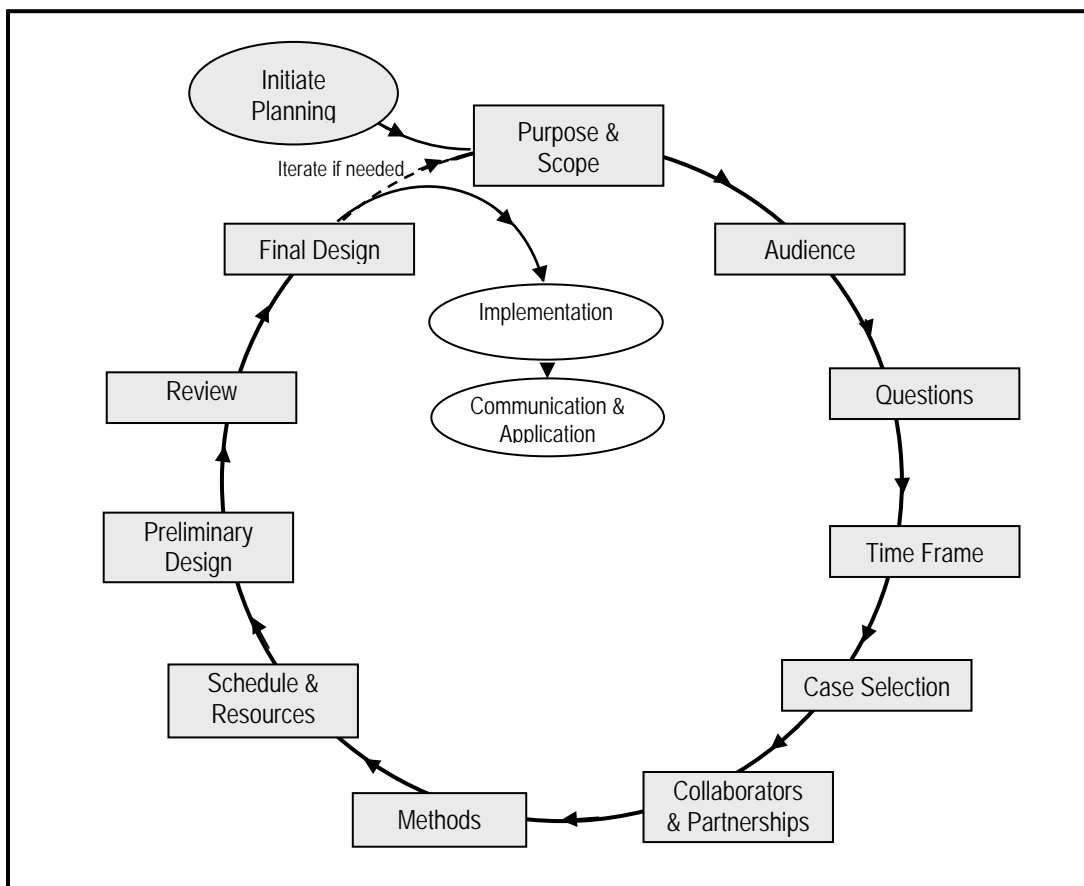 Initiate
Planning
Purpose &
Scope
Iterate if needed
Final Design
Audience
Implementation
Review
Questions
Communication &
Application
Preliminary
Design
Time Frame
Schedule &
Resources
Case Selection
Methods
Collaborators
& Partnerships